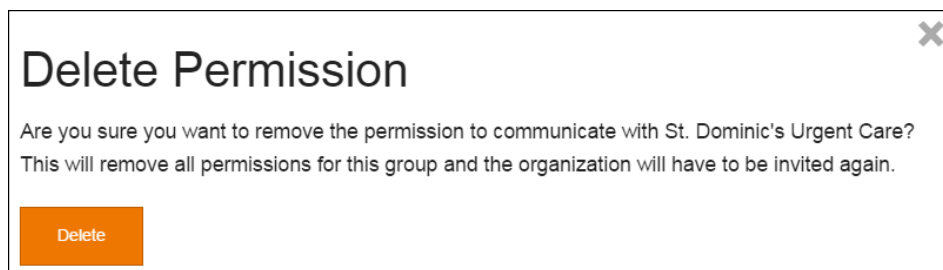 Delete Permission
Are you sure you want to remove the permission to communicate with St. Dominic's Urgent Care?
This will remove all permissions for this group and the organization will have to be invited again.
Delete